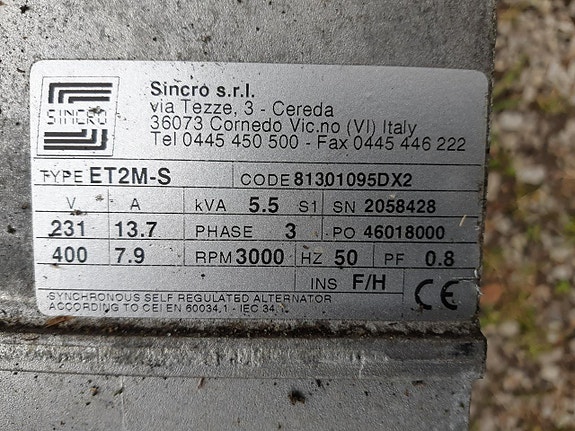 SINCRO
Sincro s.r.l.
via Tezze, 3 - Cereda
36073 Cornedo Vic.no (VI) Italy
Tel 0445 450 500 - Fax 0445 446 222
TYPE ET2M-S CODE 81301095DX2
V A kVA 5.5 S1 SN 2058428
231 13.7 PHASE 3 PO 46018000
400 7.9 RPM 3000 HZ 50 PF 0.8
INS F/H CE
SYNCHRONOUS SELF REGULATED ALTERNATOR
ACCORDING TO CEI EN 60034.1 - IEC 34.1